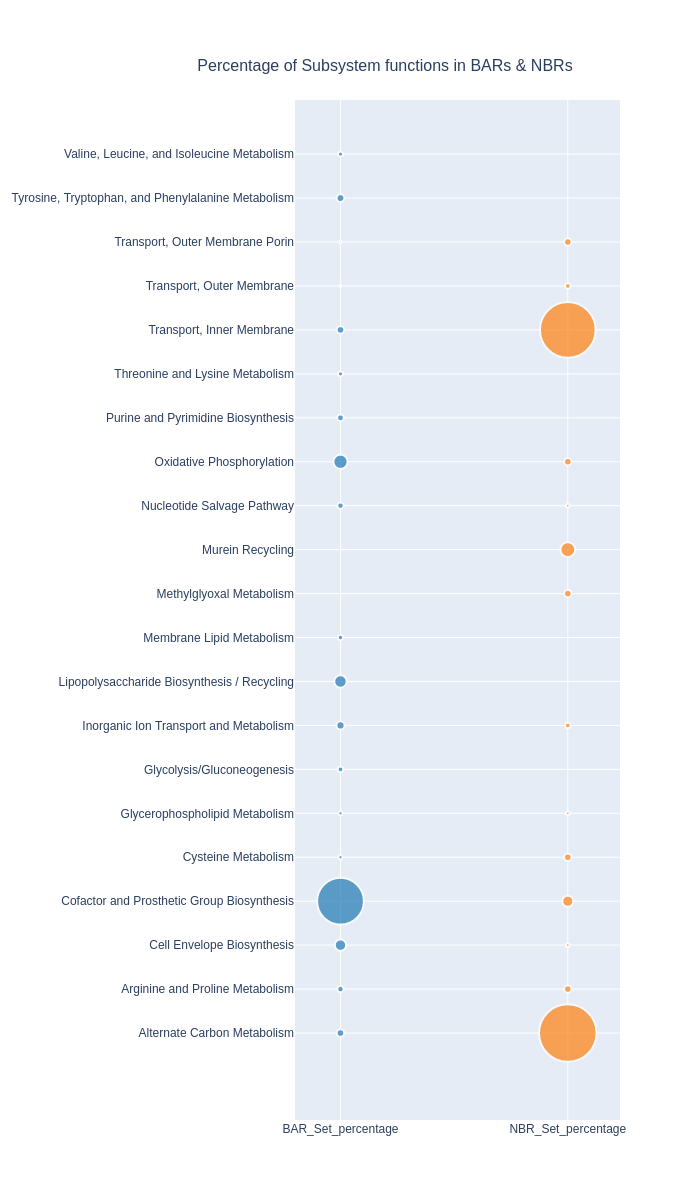 Percentage of Subsystem functions in BARs & NBRs
Valine, Leucine, and Isoleucine Metabolism
Tyrosine, Tryptophan, and Phenylalanine Metabolism
Transport, Outer Membrane Porin
Transport, Outer Membrane
Transport, Inner Membrane
Threonine and Lysine Metabolism
Purine and Pyrimidine Biosynthesis
Oxidative Phosphorylation
Nucleotide Salvage Pathway
Murein Recycling
Methylglyoxal Metabolism
Membrane Lipid Metabolism
Lipopolysaccharide Biosynthesis / Recycling
Inorganic Ion Transport and Metabolism
Glycolysis/Gluconeogenesis
Glycerophospholipid Metabolism
Cysteine Metabolism
Cofactor and Prosthetic Group Biosynthesis
Cell Envelope Biosynthesis
Arginine and Proline Metabolism
Alternate Carbon Metabolism
BAR_Set_percentage
NBR_Set_percentage